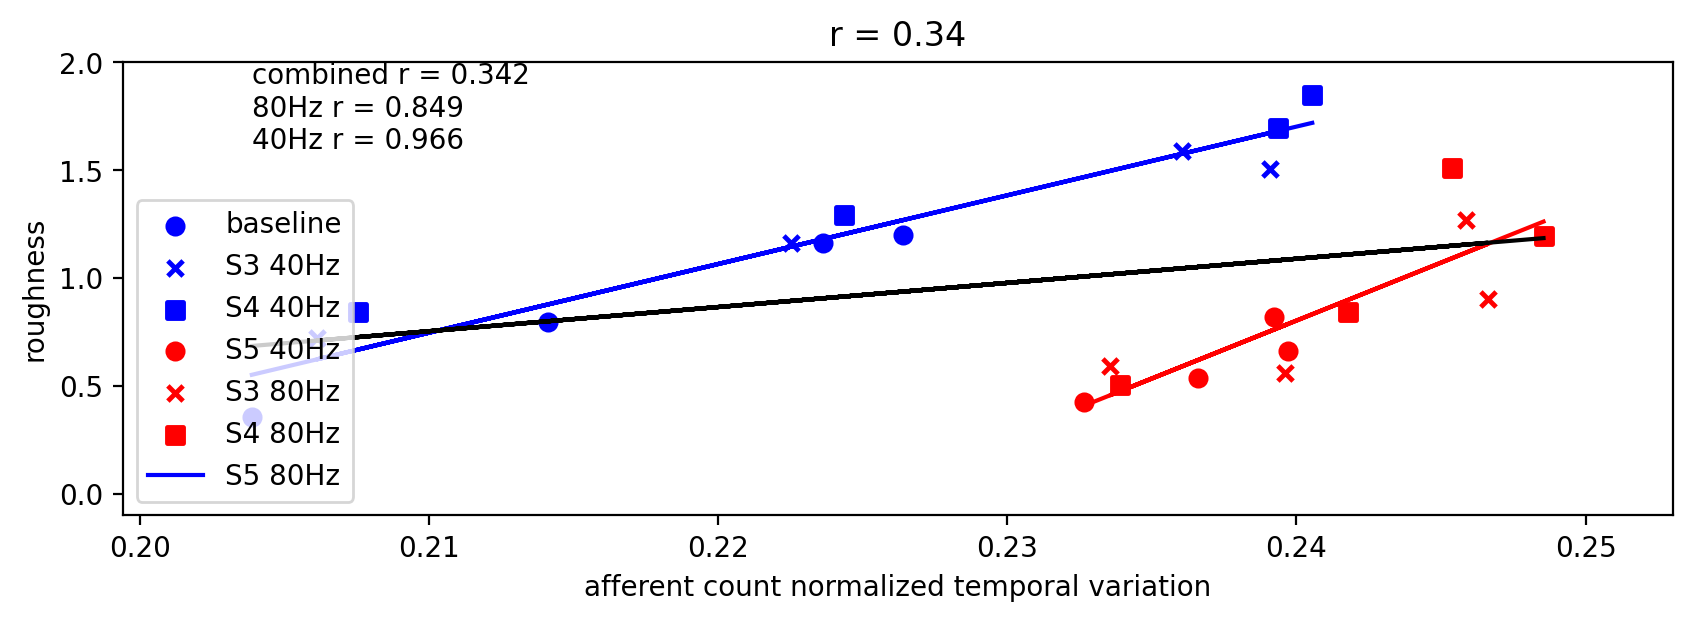 r = 0.34
combined r = 0.342
80Hz r = 0.849
40Hz r = 0.966
roughness
2.0
1.5
1.0
0.5
0.0
baseline
S3 40Hz
S4 40Hz
S5 40Hz
S3 80Hz
S4 80Hz
S5 80Hz
0.20 0.21 0.22 0.23 0.24 0.25
afferent count normalized temporal variation